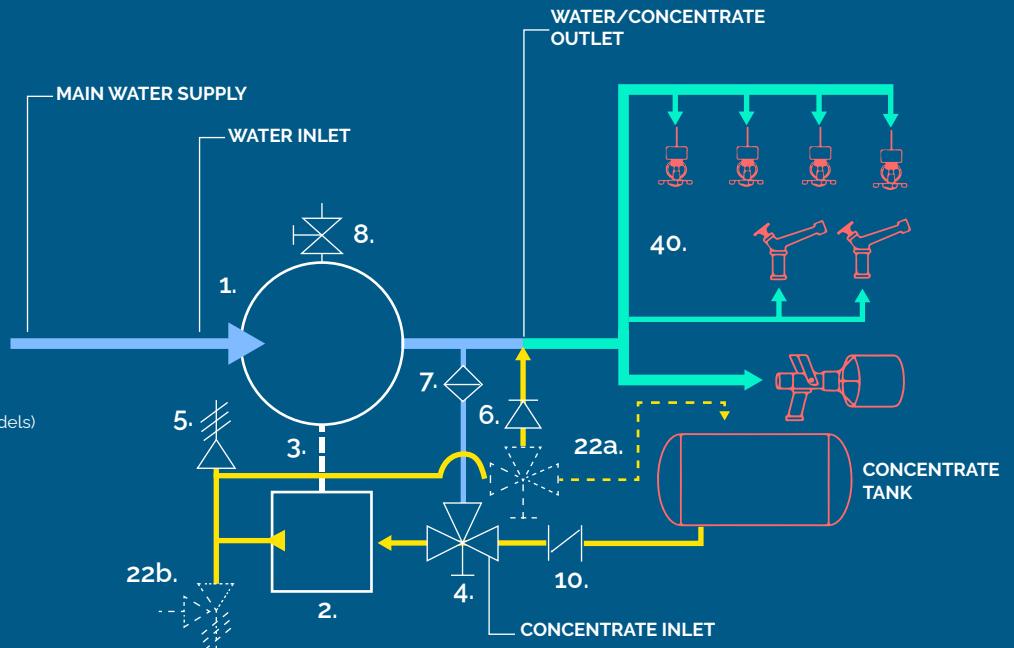 WATER/CONCENTRATE
OUTLET
MAIN WATER SUPPLY
WATER INLET
8.
40.
1.
7.
dels)
5.
6.
3.
22a.
CONCENTRATE
TANK
22b.
10.
4.
2.
CONCENTRATE INLET